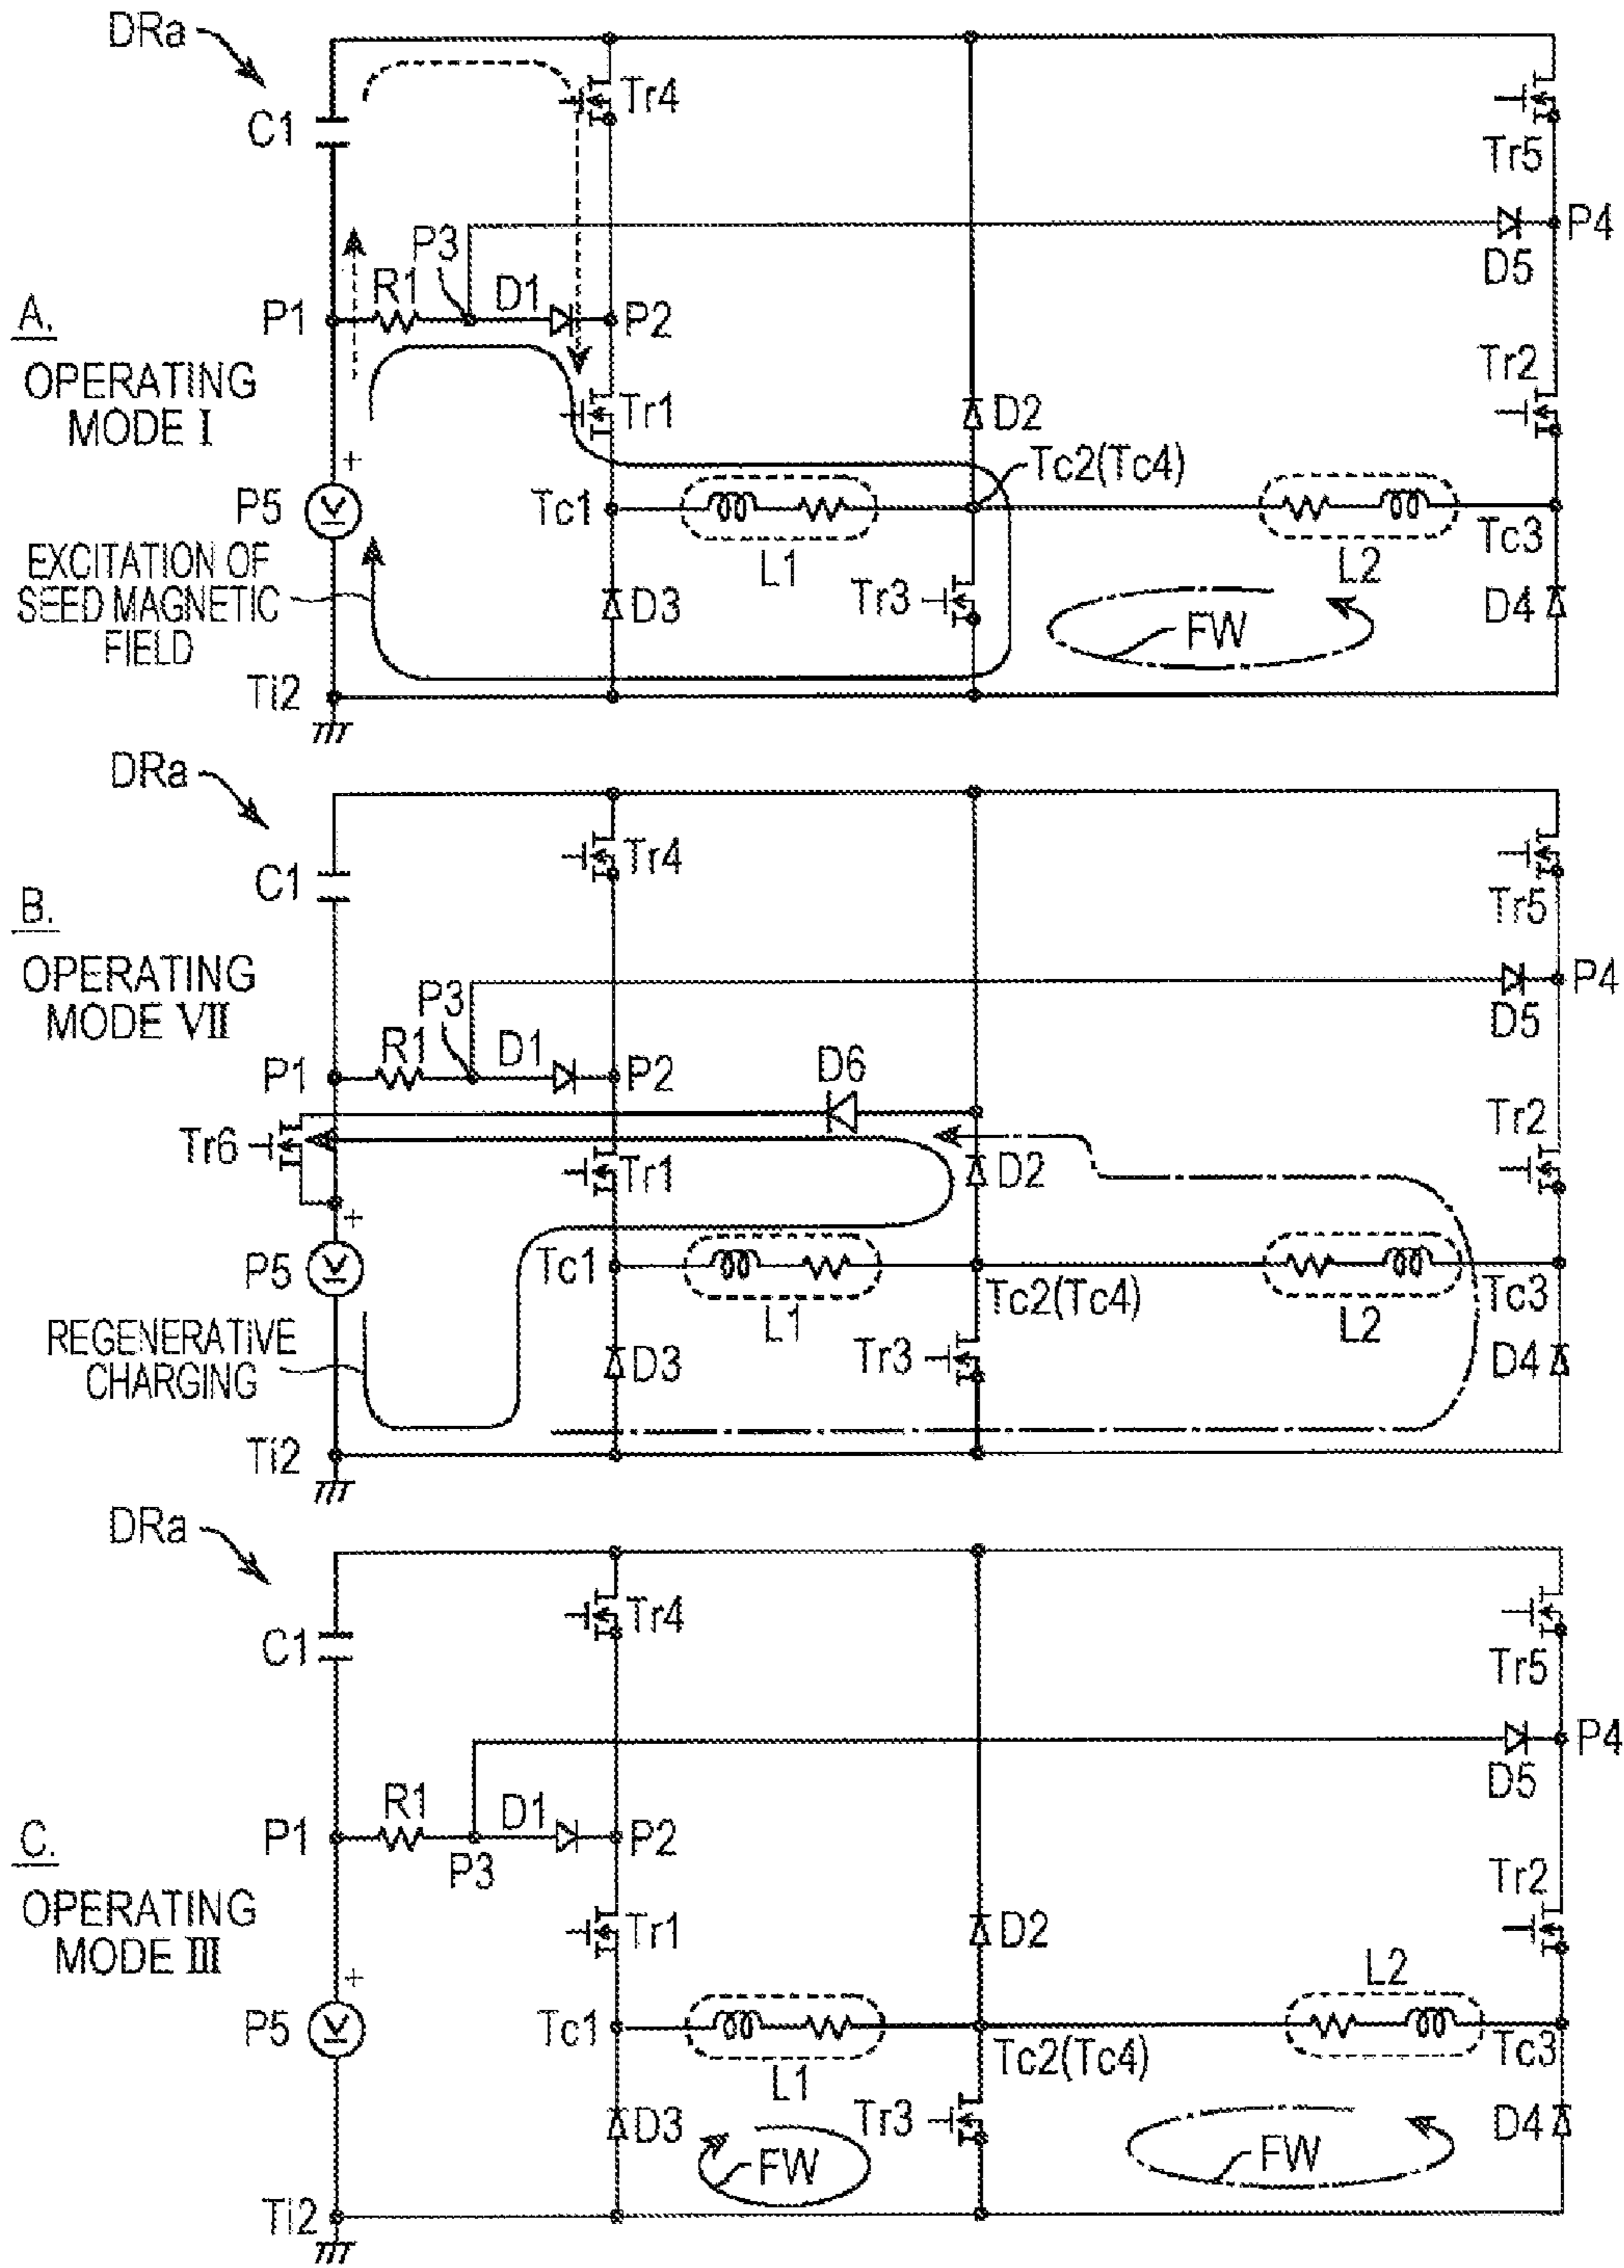 DRa
C1
Tr4
Tr5
P3
P4
R1
D1
D5
A.
P1
P2
OPERATING
MODE I
Tr1
Tr2
D2
+
Tc2(Tc4)
P5
V
Tc1
Tc3
L1
L2
EXCITATION OF
SEED MAGNETIC
FIELD
D3
Tr3
FW
D4
Ti2
DRa
C1
Tr4
Tr5
B.
OPERATING
MODE VII
P3
P4
R1
D1
D5
P1
P2
D6
Tr6
Tr1
Tr2
D2
+
P5
V
Tc1
Tc2(Tc4)
Tc3
L1
L2
REGENERATIVE
CHARGING
D3
Tr3
D4
Ti2
DRa
C1
Tr4
Tr5
P4
R1
D1
D5
C.
P1
P3
P2
OPERATING
MODE III
Tr1
Tr2
D2
+
L2
P5
V
Tc1
Tc2(Tc4)
Tc3
L1
D3
Tr3
D4
FW
FW
Ti2